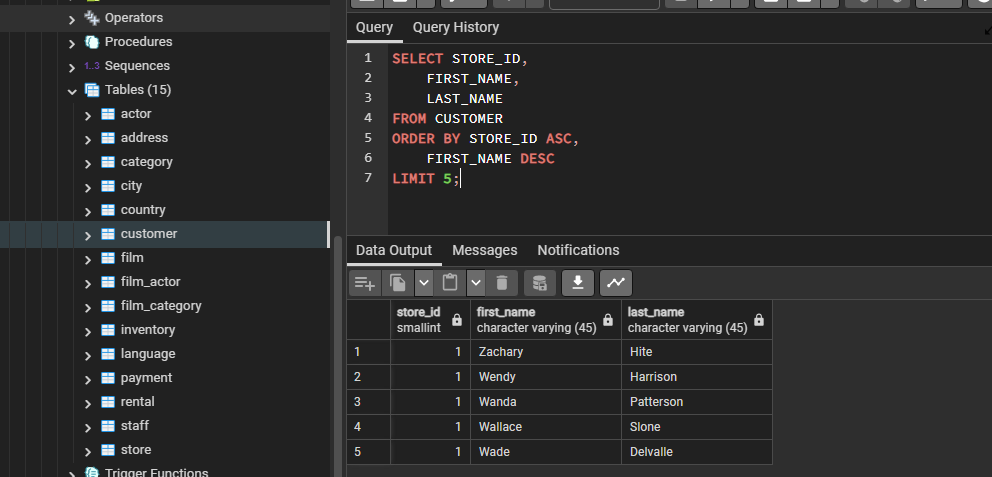 Operators
Procedures
1..3 Sequences
Tables (15)
actor
address
category
city
country
customer
film
film_actor
film_category
inventory
language
payment
rental
staff
store
Trigger Functions
Query Query History
1 SELECT STORE_ID,
2 FIRST_NAME,
3 LAST_NAME
4 FROM CUSTOMER
5 ORDER BY STORE_ID ASC,
6 FIRST_NAME DESC
7 LIMIT 5;
Data Output Messages Notifications
store_id first_name last_name
smallint character varying (45) character varying (45)
1 1 Zachary Hite
2 1 Wendy Harrison
3 1 Wanda Patterson
4 1 Wallace Slone
5 1 Wade Delvalle